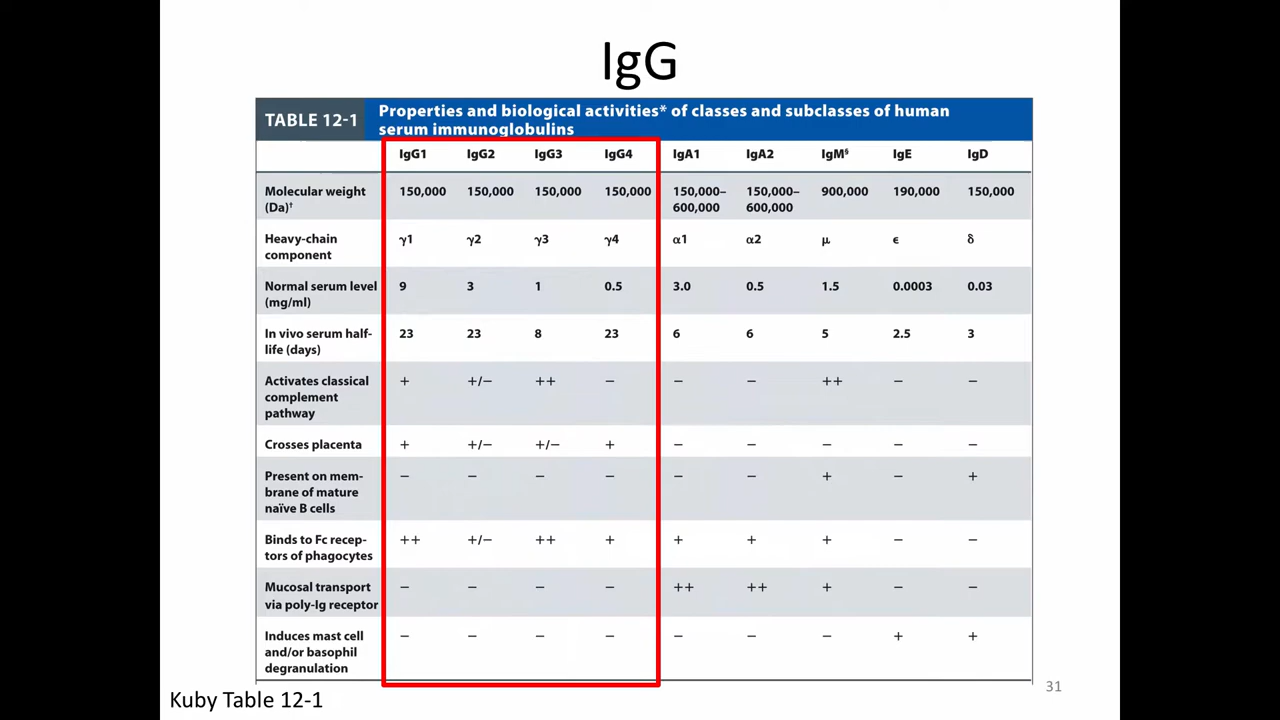 IgG
TABLE 12-1
Properties and biological activities* of classes and subclasses of human
serum immunoglobulins
IgG1 IgG2 IgG3 IgG4 IgA1 IgA2 IgM§ IgE IgD
Molecular weight 150,000 150,000 150,000 150,000 150,000– 150,000– 900,000 190,000 150,000
(Da)† 600,000 600,000
Heavy-chain γ1 γ2 γ3 γ4 α1 α2 μ ϵ δ
component
Normal serum level 9 3 1 0.5 3.0 0.5 1.5 0.0003 0.03
(mg/ml)
In vivo serum half- 23 23 8 23 6 6 5 2.5 3
life (days)
Activates classical + +/− ++ − − − ++ − −
complement
pathway
Crosses placenta + +/− +/− + − − − − −
Present on mem- − − − − − − + − +
brane of mature
naïve B cells
Binds to Fc recep- ++ +/− ++ + + + + − −
tors of phagocytes
Mucosal transport − − − − ++ ++ + − −
via poly-Ig receptor
Induces mast cell − − − − − − − + +
and/or basophil
degranulation
Kuby Table 12-1
31